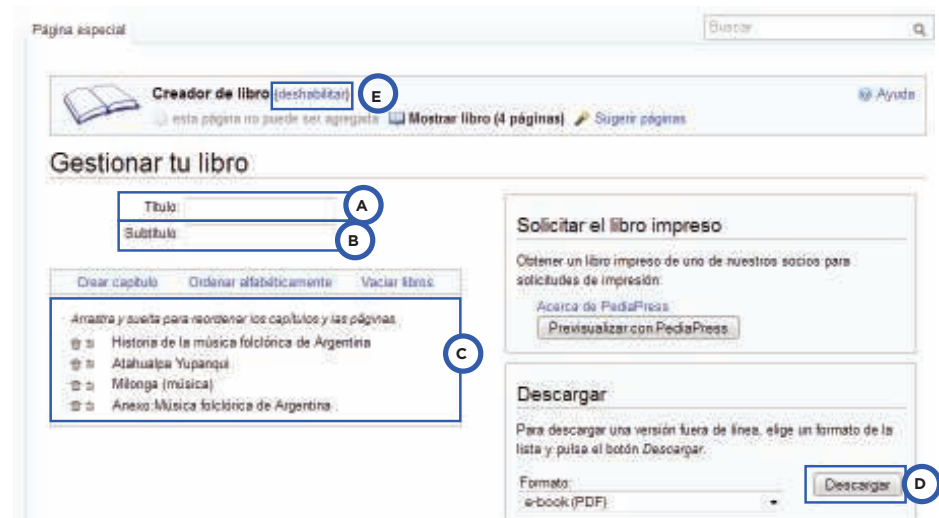 Página especial
Buscar
Creador de libro (deshabilitar)
E
Ayuda
esta página no puede ser agregada Mostrar libro (4 páginas) Sugerir páginas
Gestionar tu libro
Título:
A
Subtítulo:
B
Crear capítulo Ordenar alfabéticamente Vaciar libros
Arrastra y suelta para reordenar los capítulos y las páginas
Historia de la música folclórica de Argentina
Atahualpa Yupanqui
Milonga (música)
Anexo:Música folclórica de Argentina
C
Solicitar el libro impreso
Obtener un libro impreso de uno de nuestros socios para
solicitudes de impresión:
Acerca de PediaPress
Previsualizar con PediaPress
Descargar
Para descargar una versión fuera de línea, elige un formato de la
lista y pulsa el botón Descargar.
Formato:
e-book (PDF)
Descargar
D